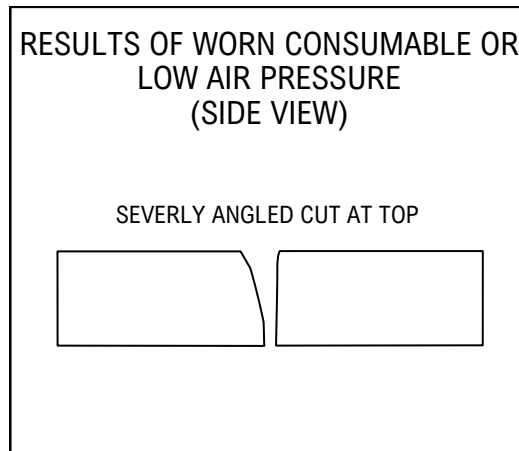 RESULTS OF WORN CONSUMABLE OR
LOW AIR PRESSURE
(SIDE VIEW)
SEVERLY ANGLED CUT AT TOP